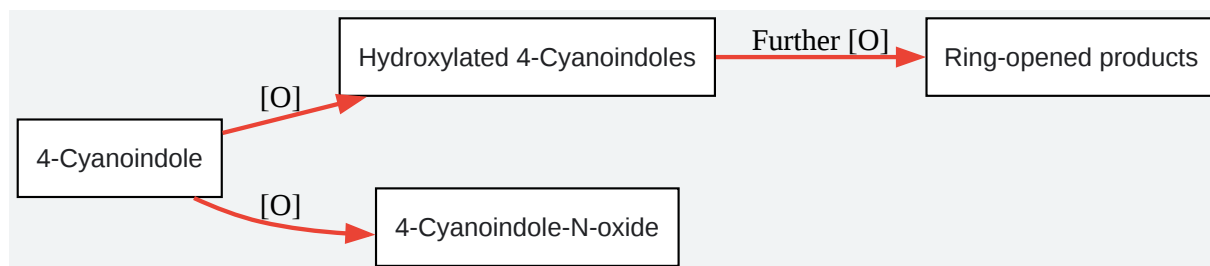 Hydroxylated 4-Cyanoindoles
Further [O]
Ring-opened products
[O]
4-Cyanoindole
[O]
4-Cyanoindole-N-oxide